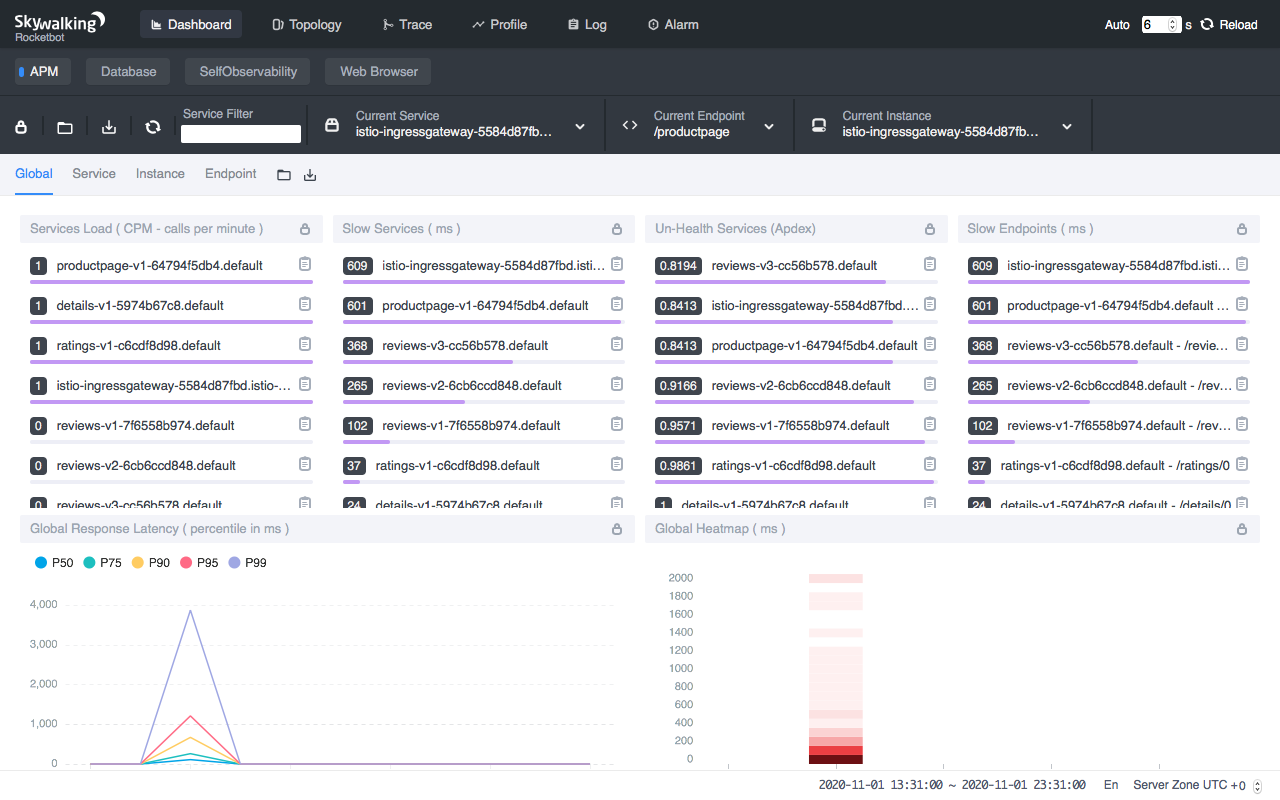 Skywalking
Rocketbot
Dashboard
Topology
Trace
Profile
Log
Alarm
Auto 6 s Reload
APM
Database
SelfObservability
Web Browser
Service Filter
Current Service
istio-ingressgateway-5584d87fb...
Current Endpoint
/productpage
Current Instance
istio-ingressgateway-5584d87fb...
Global
Service
Instance
Endpoint
Services Load ( CPM - calls per minute )
1 productpage-v1-64794f5db4.default
1 details-v1-5974b67c8.default
1 ratings-v1-c6cdf8d98.default
1 istio-ingressgateway-5584d87fbd.istio-...
0 reviews-v1-7f6558b974.default
0 reviews-v2-6cb6ccd848.default
0 reviews-v3-cc56b578.default
Slow Services ( ms )
609 istio-ingressgateway-5584d87fbd.isti...
601 productpage-v1-64794f5db4.default
368 reviews-v3-cc56b578.default
265 reviews-v2-6cb6ccd848.default
102 reviews-v1-7f6558b974.default
37 ratings-v1-c6cdf8d98.default
24 details-v1-5974b67c8.default
Un-Health Services (Apdex)
0.8194 reviews-v3-cc56b578.default
0.8413 istio-ingressgateway-5584d87fbd....
0.8413 productpage-v1-64794f5db4.default
0.9166 reviews-v2-6cb6ccd848.default
0.9571 reviews-v1-7f6558b974.default
0.9861 ratings-v1-c6cdf8d98.default
1 details-v1-5974b67c8.default
Slow Endpoints ( ms )
609 istio-ingressgateway-5584d87fbd.isti...
601 productpage-v1-64794f5db4.default ...
368 reviews-v3-cc56b578.default - /revie...
265 reviews-v2-6cb6ccd848.default - /rev...
102 reviews-v1-7f6558b974.default - /rev...
37 ratings-v1-c6cdf8d98.default - /ratings/0
24 details-v1-5974b67c8.default - /details/0
Global Response Latency ( percentile in ms )
P50 P75 P90 P95 P99
4,000
3,000
2,000
1,000
0
Global Heatmap ( ms )
2000
1800
1600
1400
1200
1000
800
600
400
200
0
2020-11-01 13:31:00 ~ 2020-11-01 23:31:00
En
Server Zone UTC +0